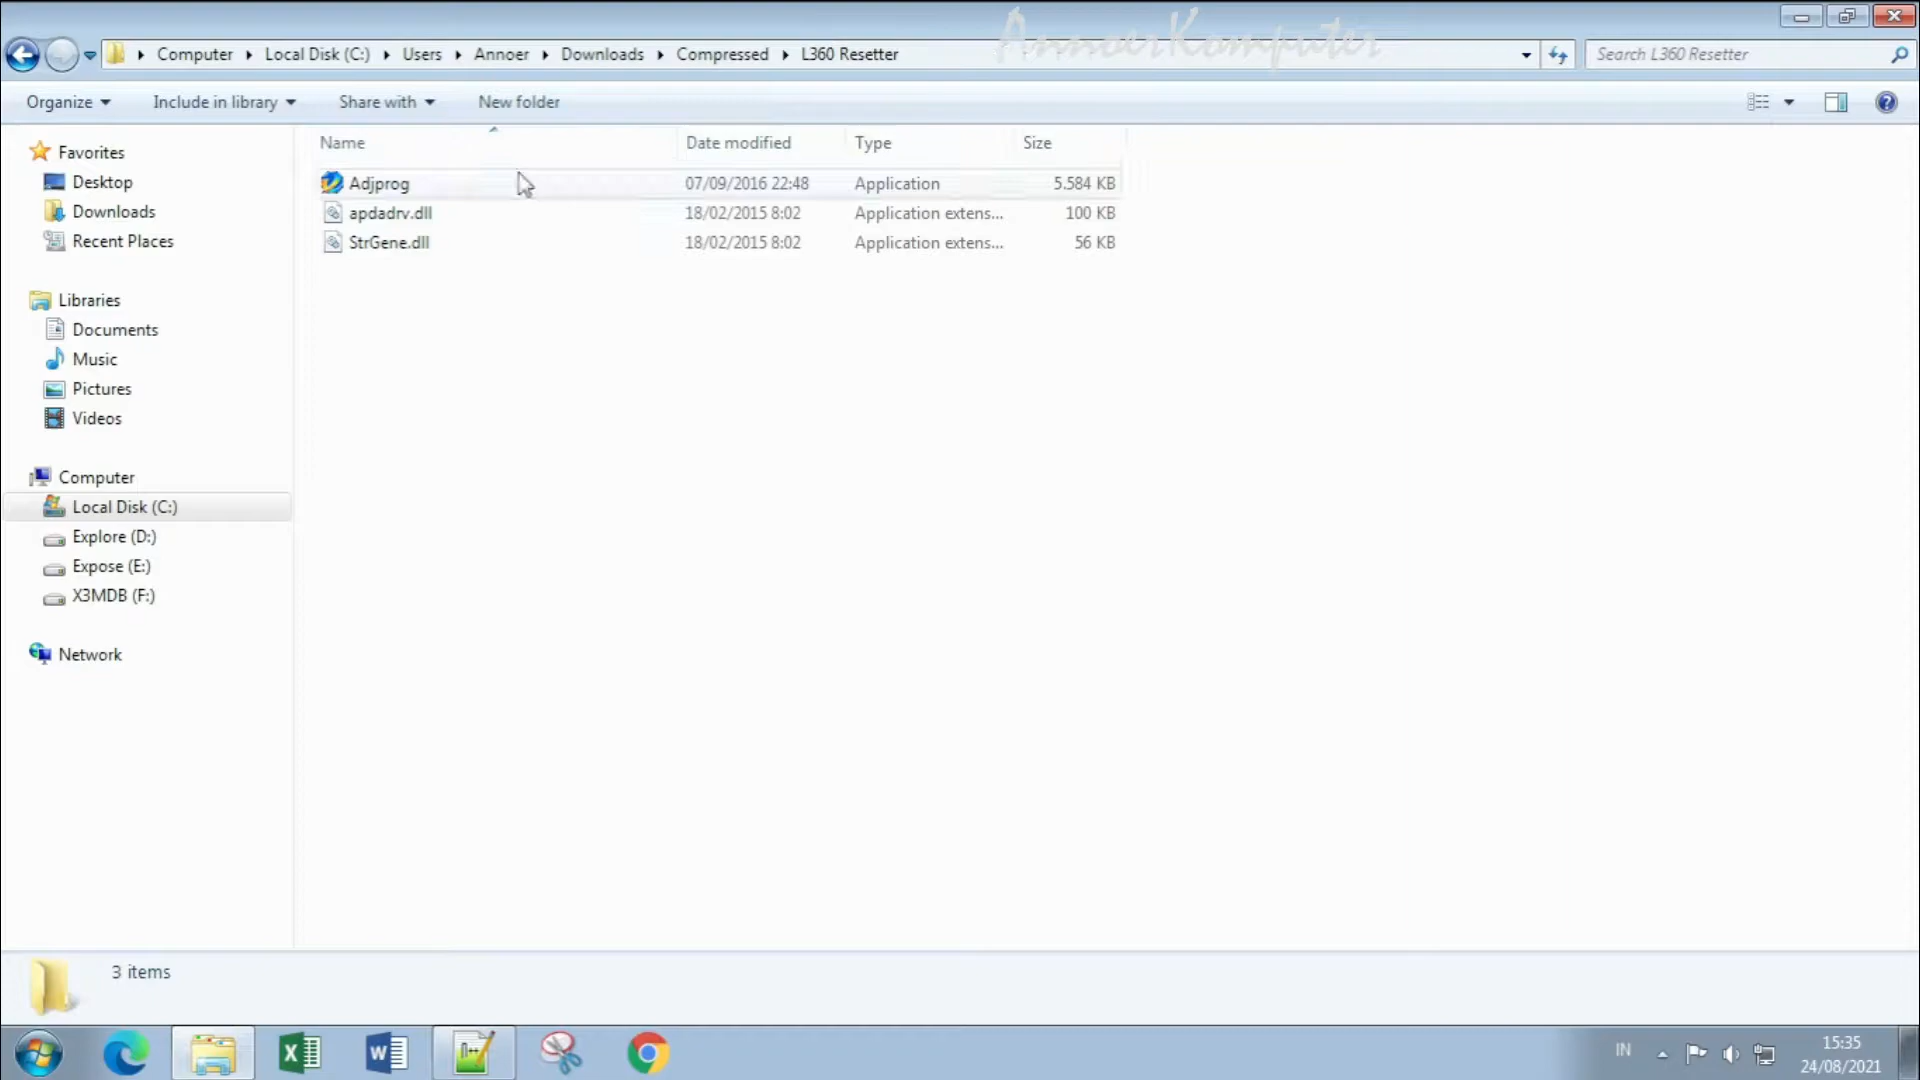 AnnoerKomputer
Computer Local Disk (C:) Users Annoer Downloads Compressed L360 Resetter
Search L360 Resetter
Organize Include in library Share with New folder
Name Date modified Type Size
Adjprog 07/09/2016 22:48 Application 5.584 KB
apdadrv.dll 18/02/2015 8:02 Application extens... 100 KB
StrGene.dll 18/02/2015 8:02 Application extens... 56 KB
Favorites
Desktop
Downloads
Recent Places
Libraries
Documents
Music
Pictures
Videos
Computer
Local Disk (C:)
Explore (D:)
Expose (E:)
X3MDB (F:)
Network
3 items
IN
15:35
24/08/2021